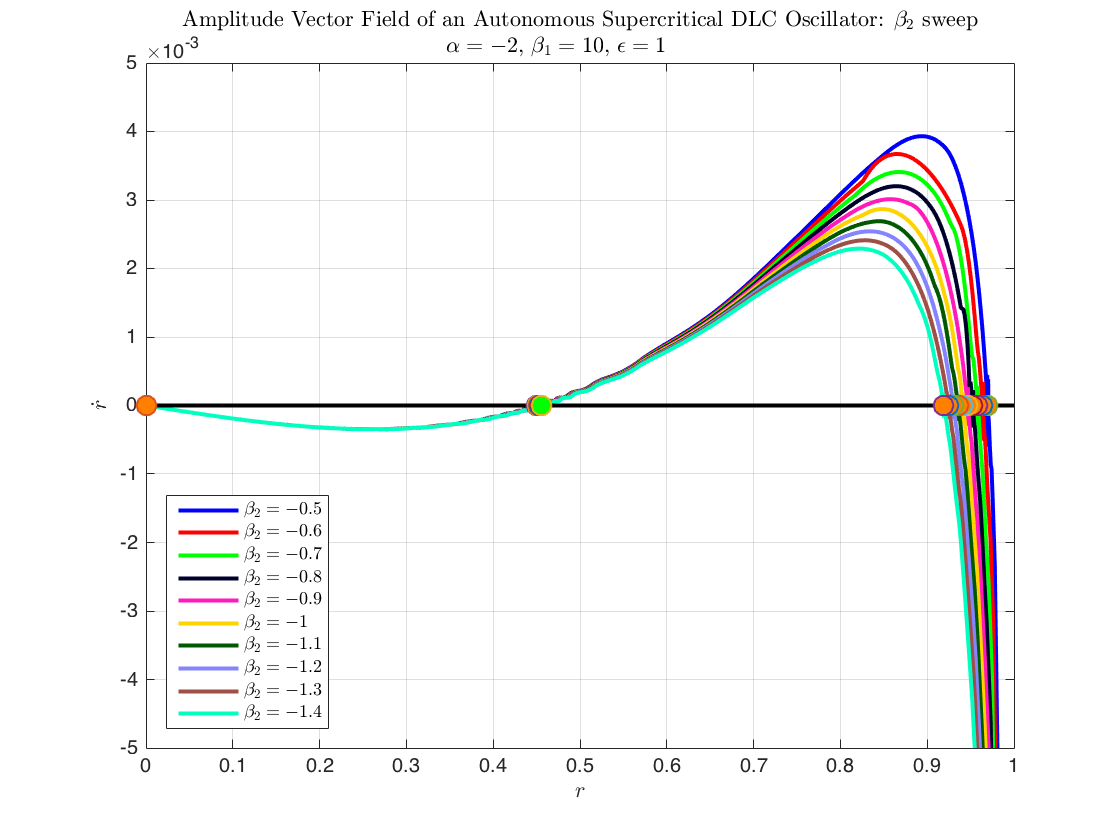 Amplitude Vector Field of an Autonomous Supercritical DLC Oscillator: β₂ sweep
α = −2, β₁ = 10, ϵ = 1
×10⁻³
5
4
3
2
1
0
-1
-2
-3
-4
-5
ṙ
β₂ = −0.5
β₂ = −0.6
β₂ = −0.7
β₂ = −0.8
β₂ = −0.9
β₂ = −1
β₂ = −1.1
β₂ = −1.2
β₂ = −1.3
β₂ = −1.4
0 0.1 0.2 0.3 0.4 0.5 0.6 0.7 0.8 0.9 1
r